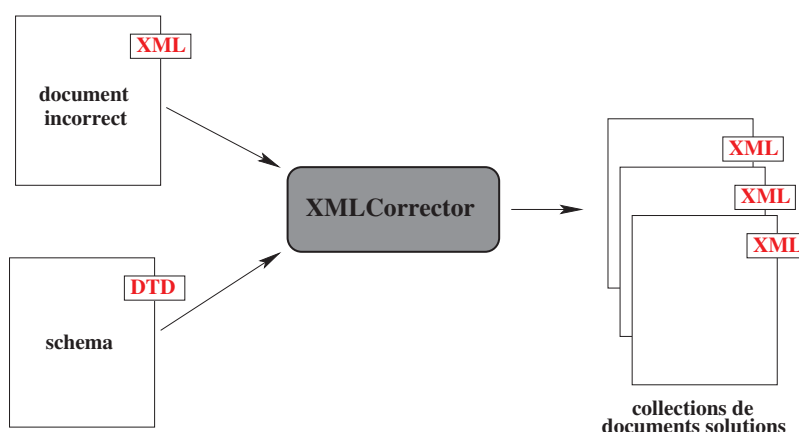 XML
document
incorrect
DTD
schema
XMLCorrector
XML
XML
XML
collections de
documents solutions